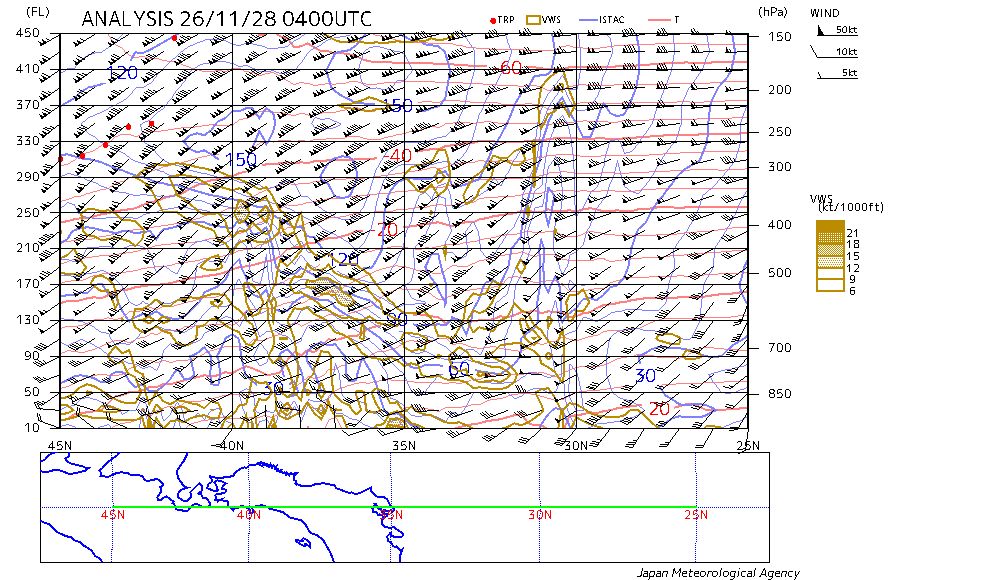 (FL) ANALYSIS 26/11/28 0400UTC TRP VWS ISTAC T (hPa) WIND
450 150 50kt
410 120 -60 10kt
370 150 200 5kt
330 150 -40 250
290 300
250 -20 400 VWS (kt/1000ft)
210 120 21
170 500 18
130 90 15
90 60 700 12
50 30 30 850 9
10 20 6
45N 40N 35N 30N 25N
45N 40N 35N 30N 25N
Japan Meteorological Agency